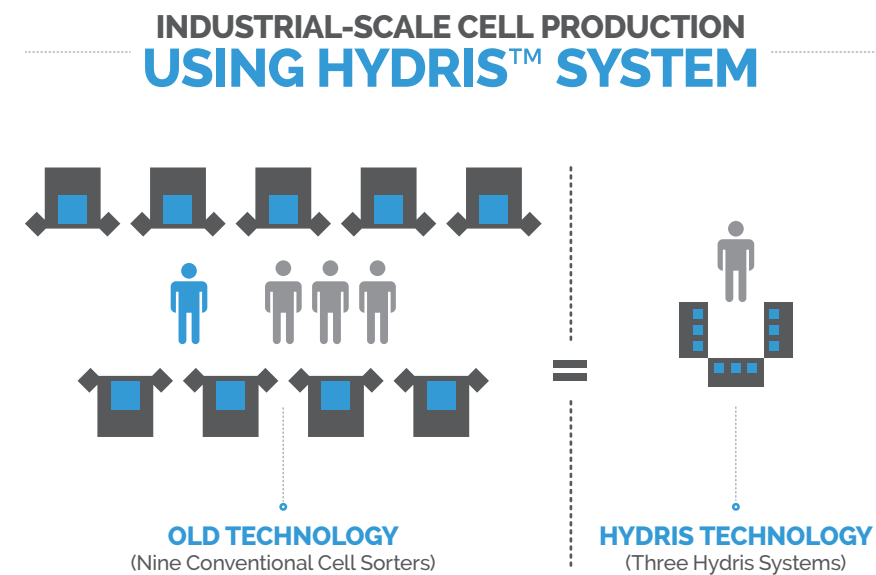 INDUSTRIAL-SCALE CELL PRODUCTION
USING HYDRIS™ SYSTEM
=
OLD TECHNOLOGY
(Nine Conventional Cell Sorters)
HYDRIS TECHNOLOGY
(Three Hydris Systems)